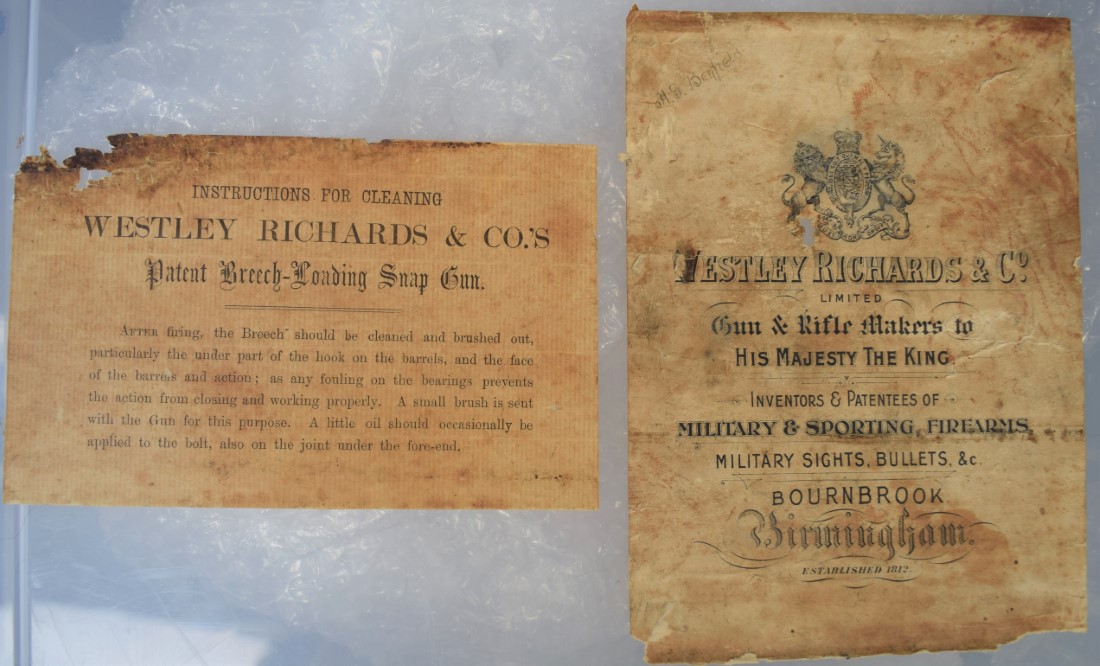 INSTRUCTIONS FOR CLEANING
WESTLEY RICHARDS & CO.'S
Patent Breech-Loading Snap Gun.
AFTER firing, the Breech should be cleaned and brushed out,
particularly the under part of the hook on the barrels, and the face
of the barrels and action; as any fouling on the bearings prevents
the action from closing and working properly. A small brush is sent
with the Gun for this purpose. A little oil should occasionally be
applied to the bolt, also on the joint under the fore-end.
WESTLEY RICHARDS & Co.
LIMITED
Gun & Rifle Makers to
HIS MAJESTY THE KING.
INVENTORS & PATENTEES OF
MILITARY & SPORTING, FIREARMS,
MILITARY SIGHTS, BULLETS, &c
BOURNBROOK
Birmingham.
ESTABLISHED 1812.